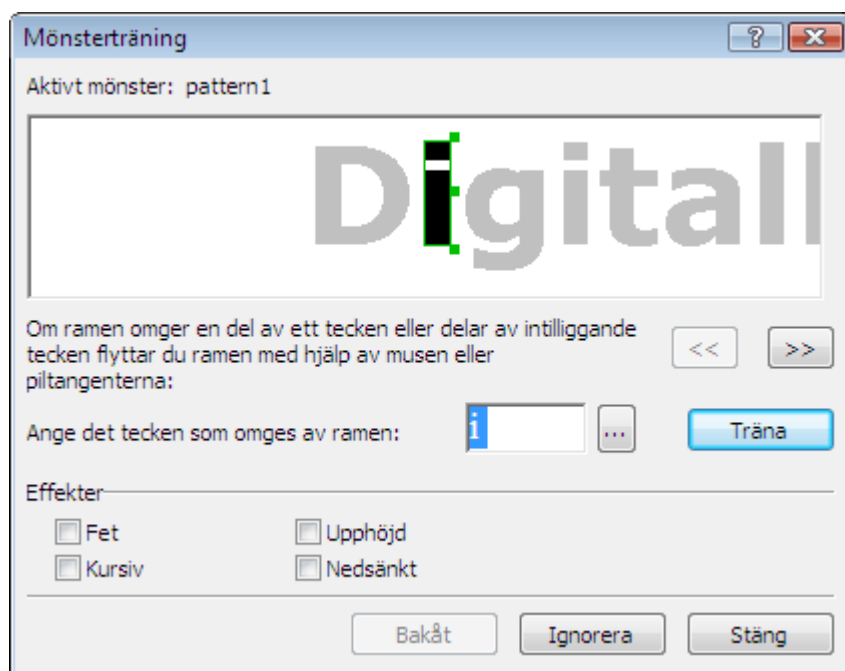 Mönsterträning
Aktivt mönster: pattern1
Digitall
Om ramen omger en del av ett tecken eller delar av intilliggande
tecken flyttar du ramen med hjälp av musen eller
piltangenterna:
<< >>
Ange det tecken som omges av ramen: i ... Träna
Effekter
Fet Upphöjd
Kursiv Nedsänkt
Bakåt Ignorera Stäng